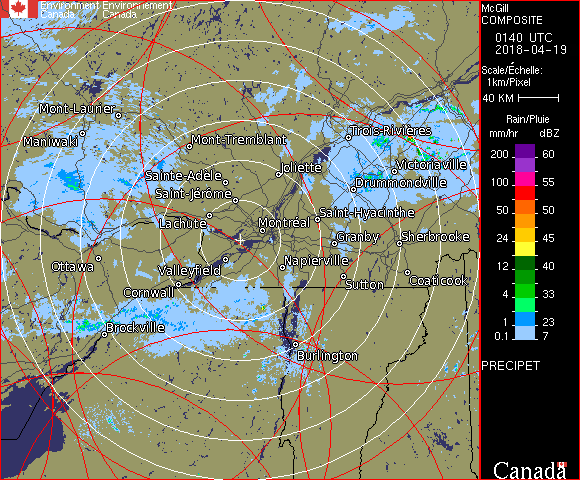 Environment Environnement
Canada Canada
McGill
COMPOSITE
0140 UTC
2018-04-19
Scale/Échelle:
1km/Pixel
40 KM
Rain/Pluie
mm/hr dBZ
200 60
100 55
50 50
24 45
12 40
4 33
1 23
0.1 7
PRECIPET
Canada
Mont-Laurier
Maniwaki
Mont-Tremblant
Trois-Rivières
Victoriaville
Sainte-Adèle
Joliette
Drummondville
Saint-Jérôme
Lachute
Saint-Hyacinthe
Montréal
Granby
Sherbrooke
Ottawa
Valleyfield
Napierville
Cornwall
Sutton
Coaticook
Brockville
Burlington